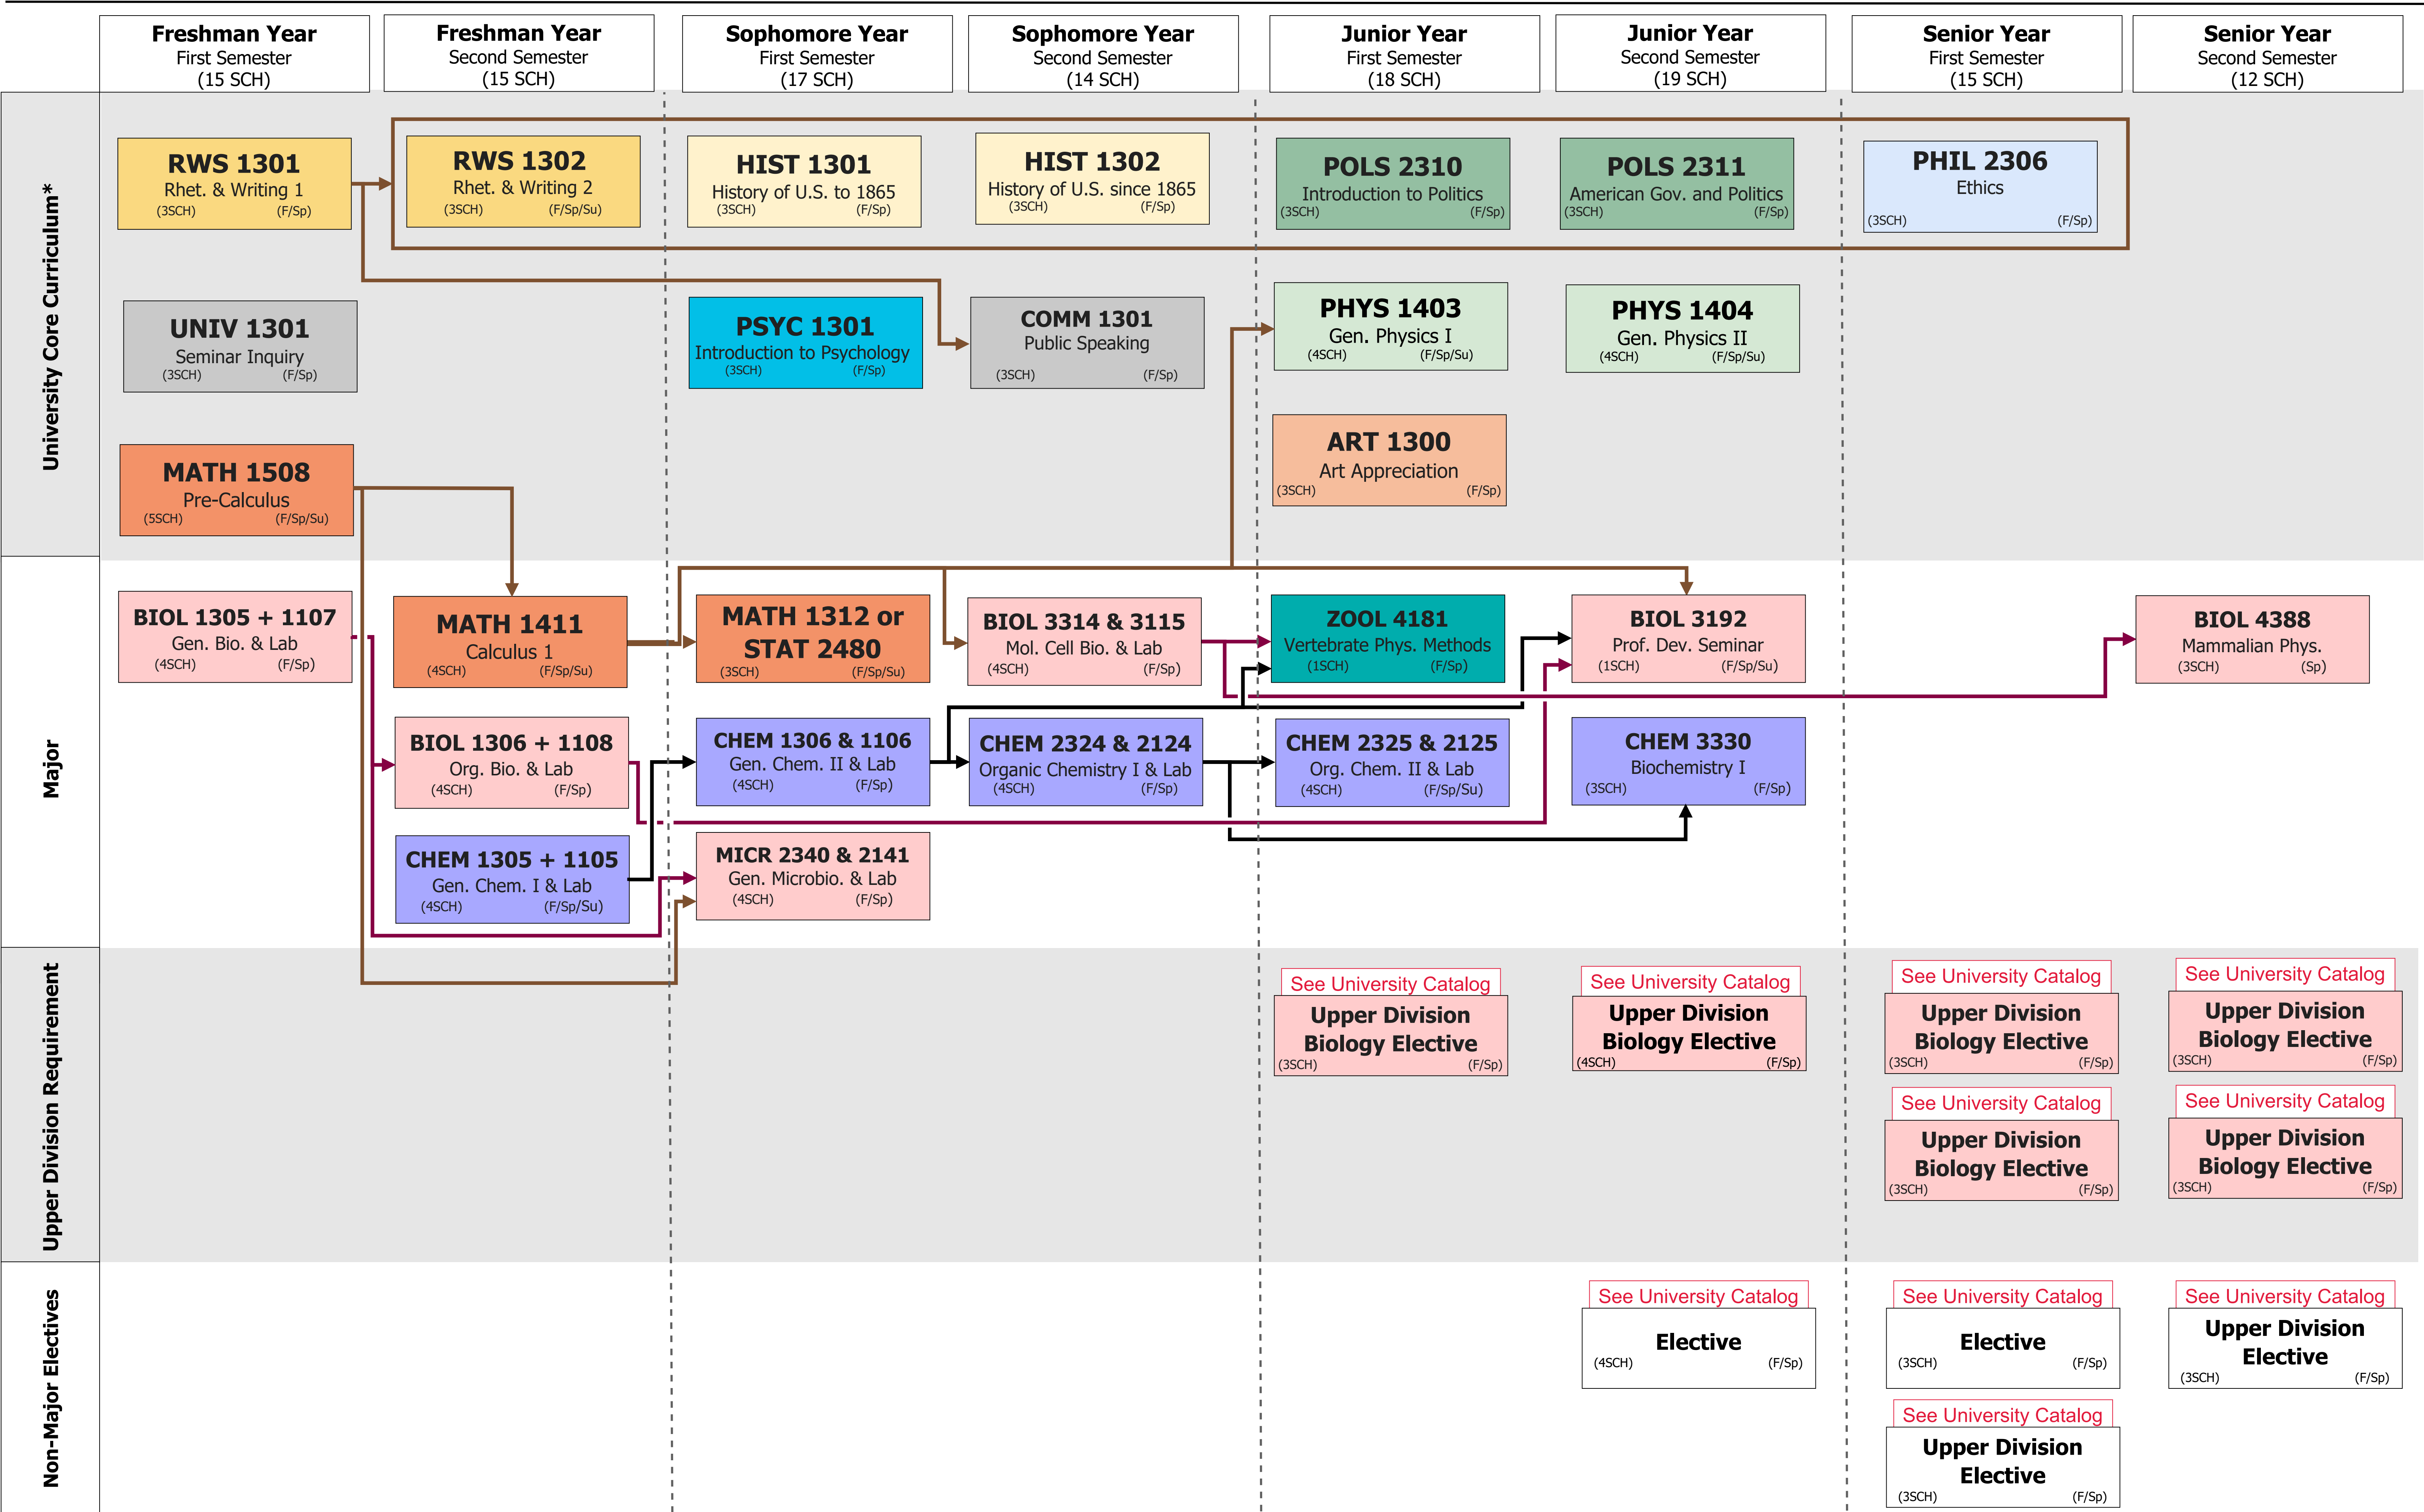 Freshman Year
First Semester
(15 SCH)
Freshman Year
Second Semester
(15 SCH)
Sophomore Year
First Semester
(17 SCH)
Sophomore Year
Second Semester
(14 SCH)
Junior Year
First Semester
(18 SCH)
Junior Year
Second Semester
(19 SCH)
Senior Year
First Semester
(15 SCH)
Senior Year
Second Semester
(12 SCH)
University Core Curriculum*
RWS 1301
Rhet. & Writing 1
(3SCH) (F/Sp)
RWS 1302
Rhet. & Writing 2
(3SCH) (F/Sp/Su)
HIST 1301
History of U.S. to 1865
(3SCH) (F/Sp)
HIST 1302
History of U.S. since 1865
(3SCH) (F/Sp)
POLS 2310
Introduction to Politics
(3SCH) (F/Sp)
POLS 2311
American Gov. and Politics
(3SCH) (F/Sp)
PHIL 2306
Ethics
(3SCH) (F/Sp)
UNIV 1301
Seminar Inquiry
(3SCH) (F/Sp)
PSYC 1301
Introduction to Psychology
(3SCH) (F/Sp)
COMM 1301
Public Speaking
(3SCH) (F/Sp)
PHYS 1403
Gen. Physics I
(4SCH) (F/Sp/Su)
PHYS 1404
Gen. Physics II
(4SCH) (F/Sp/Su)
MATH 1508
Pre-Calculus
(5SCH) (F/Sp/Su)
ART 1300
Art Appreciation
(3SCH) (F/Sp)
Major
BIOL 1305 + 1107
Gen. Bio. & Lab
(4SCH) (F/Sp)
MATH 1411
Calculus 1
(4SCH) (F/Sp/Su)
MATH 1312 or
STAT 2480
(3SCH) (F/Sp/Su)
BIOL 3314 & 3115
Mol. Cell Bio. & Lab
(4SCH) (F/Sp)
ZOOL 4181
Vertebrate Phys. Methods
(1SCH) (F/Sp)
BIOL 3192
Prof. Dev. Seminar
(1SCH) (F/Sp/Su)
BIOL 4388
Mammalian Phys.
(3SCH) (Sp)
BIOL 1306 + 1108
Org. Bio. & Lab
(4SCH) (F/Sp)
CHEM 1306 & 1106
Gen. Chem. II & Lab
(4SCH) (F/Sp)
CHEM 2324 & 2124
Organic Chemistry I & Lab
(4SCH) (F/Sp)
CHEM 2325 & 2125
Org. Chem. II & Lab
(4SCH) (F/Sp/Su)
CHEM 3330
Biochemistry I
(3SCH) (F/Sp)
CHEM 1305 + 1105
Gen. Chem. I & Lab
(4SCH) (F/Sp/Su)
MICR 2340 & 2141
Gen. Microbio. & Lab
(4SCH) (F/Sp)
Upper Division Requirement
See University Catalog
Upper Division
Biology Elective
(3SCH) (F/Sp)
See University Catalog
Upper Division
Biology Elective
(4SCH) (F/Sp)
See University Catalog
Upper Division
Biology Elective
(3SCH) (F/Sp)
See University Catalog
Upper Division
Biology Elective
(3SCH) (F/Sp)
See University Catalog
Upper Division
Biology Elective
(3SCH) (F/Sp)
See University Catalog
Upper Division
Biology Elective
(3SCH) (F/Sp)
Non-Major Electives
See University Catalog
Elective
(4SCH) (F/Sp)
See University Catalog
Elective
(3SCH) (F/Sp)
See University Catalog
Upper Division
Elective
(3SCH) (F/Sp)
See University Catalog
Upper Division
Elective
(3SCH) (F/Sp)